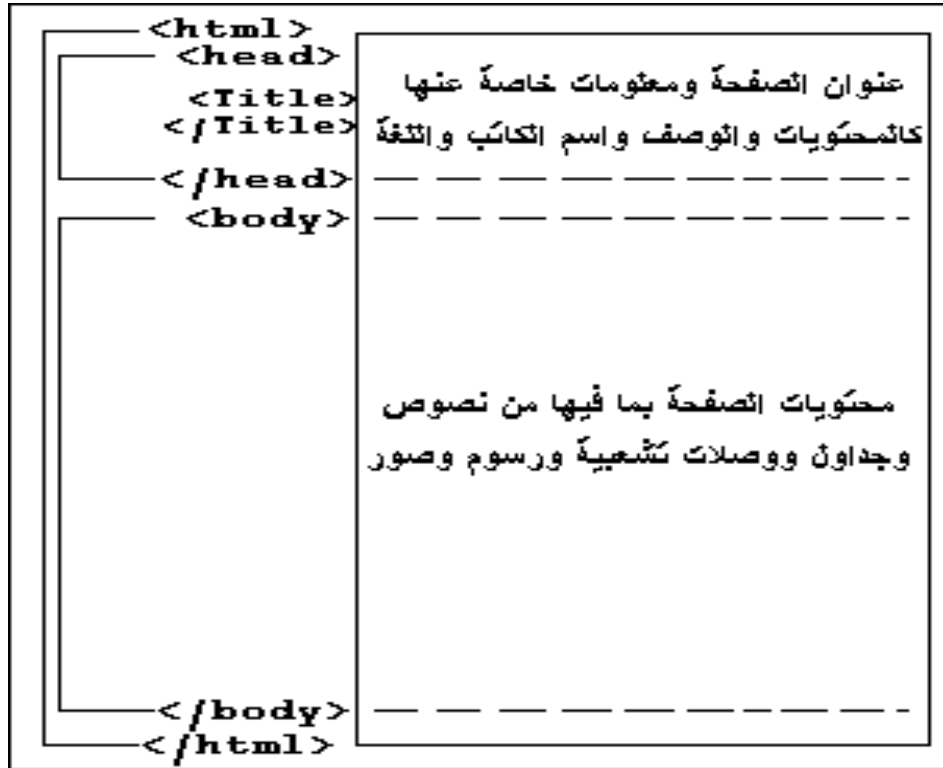 <html>
<head>
<Title>
</Title>
عنوان الصفحة ومعلومات خاصة عنها
كالمحتويات والوصف واسم الكاتب واللغة
</head>
<body>
محتويات الصفحة بما فيها من نصوص
وجداول ووصلات تشعبية ورسوم وصور
</body>
</html>